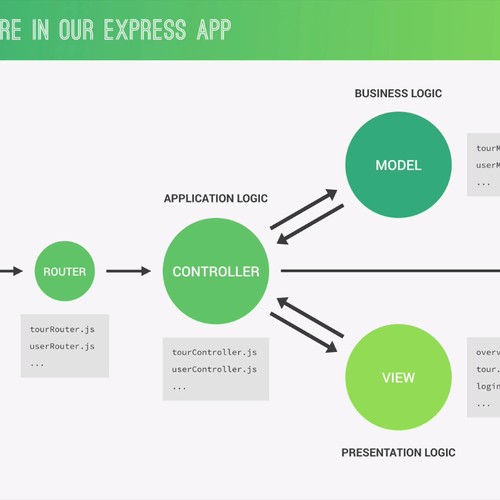 RE IN OUR EXPRESS APP
BUSINESS LOGIC
MODEL
tourM
userM
...
APPLICATION LOGIC
ROUTER
CONTROLLER
tourRouter.js
userRouter.js
...
tourController.js
userController.js
...
VIEW
overv
tour.
login
...
PRESENTATION LOGIC